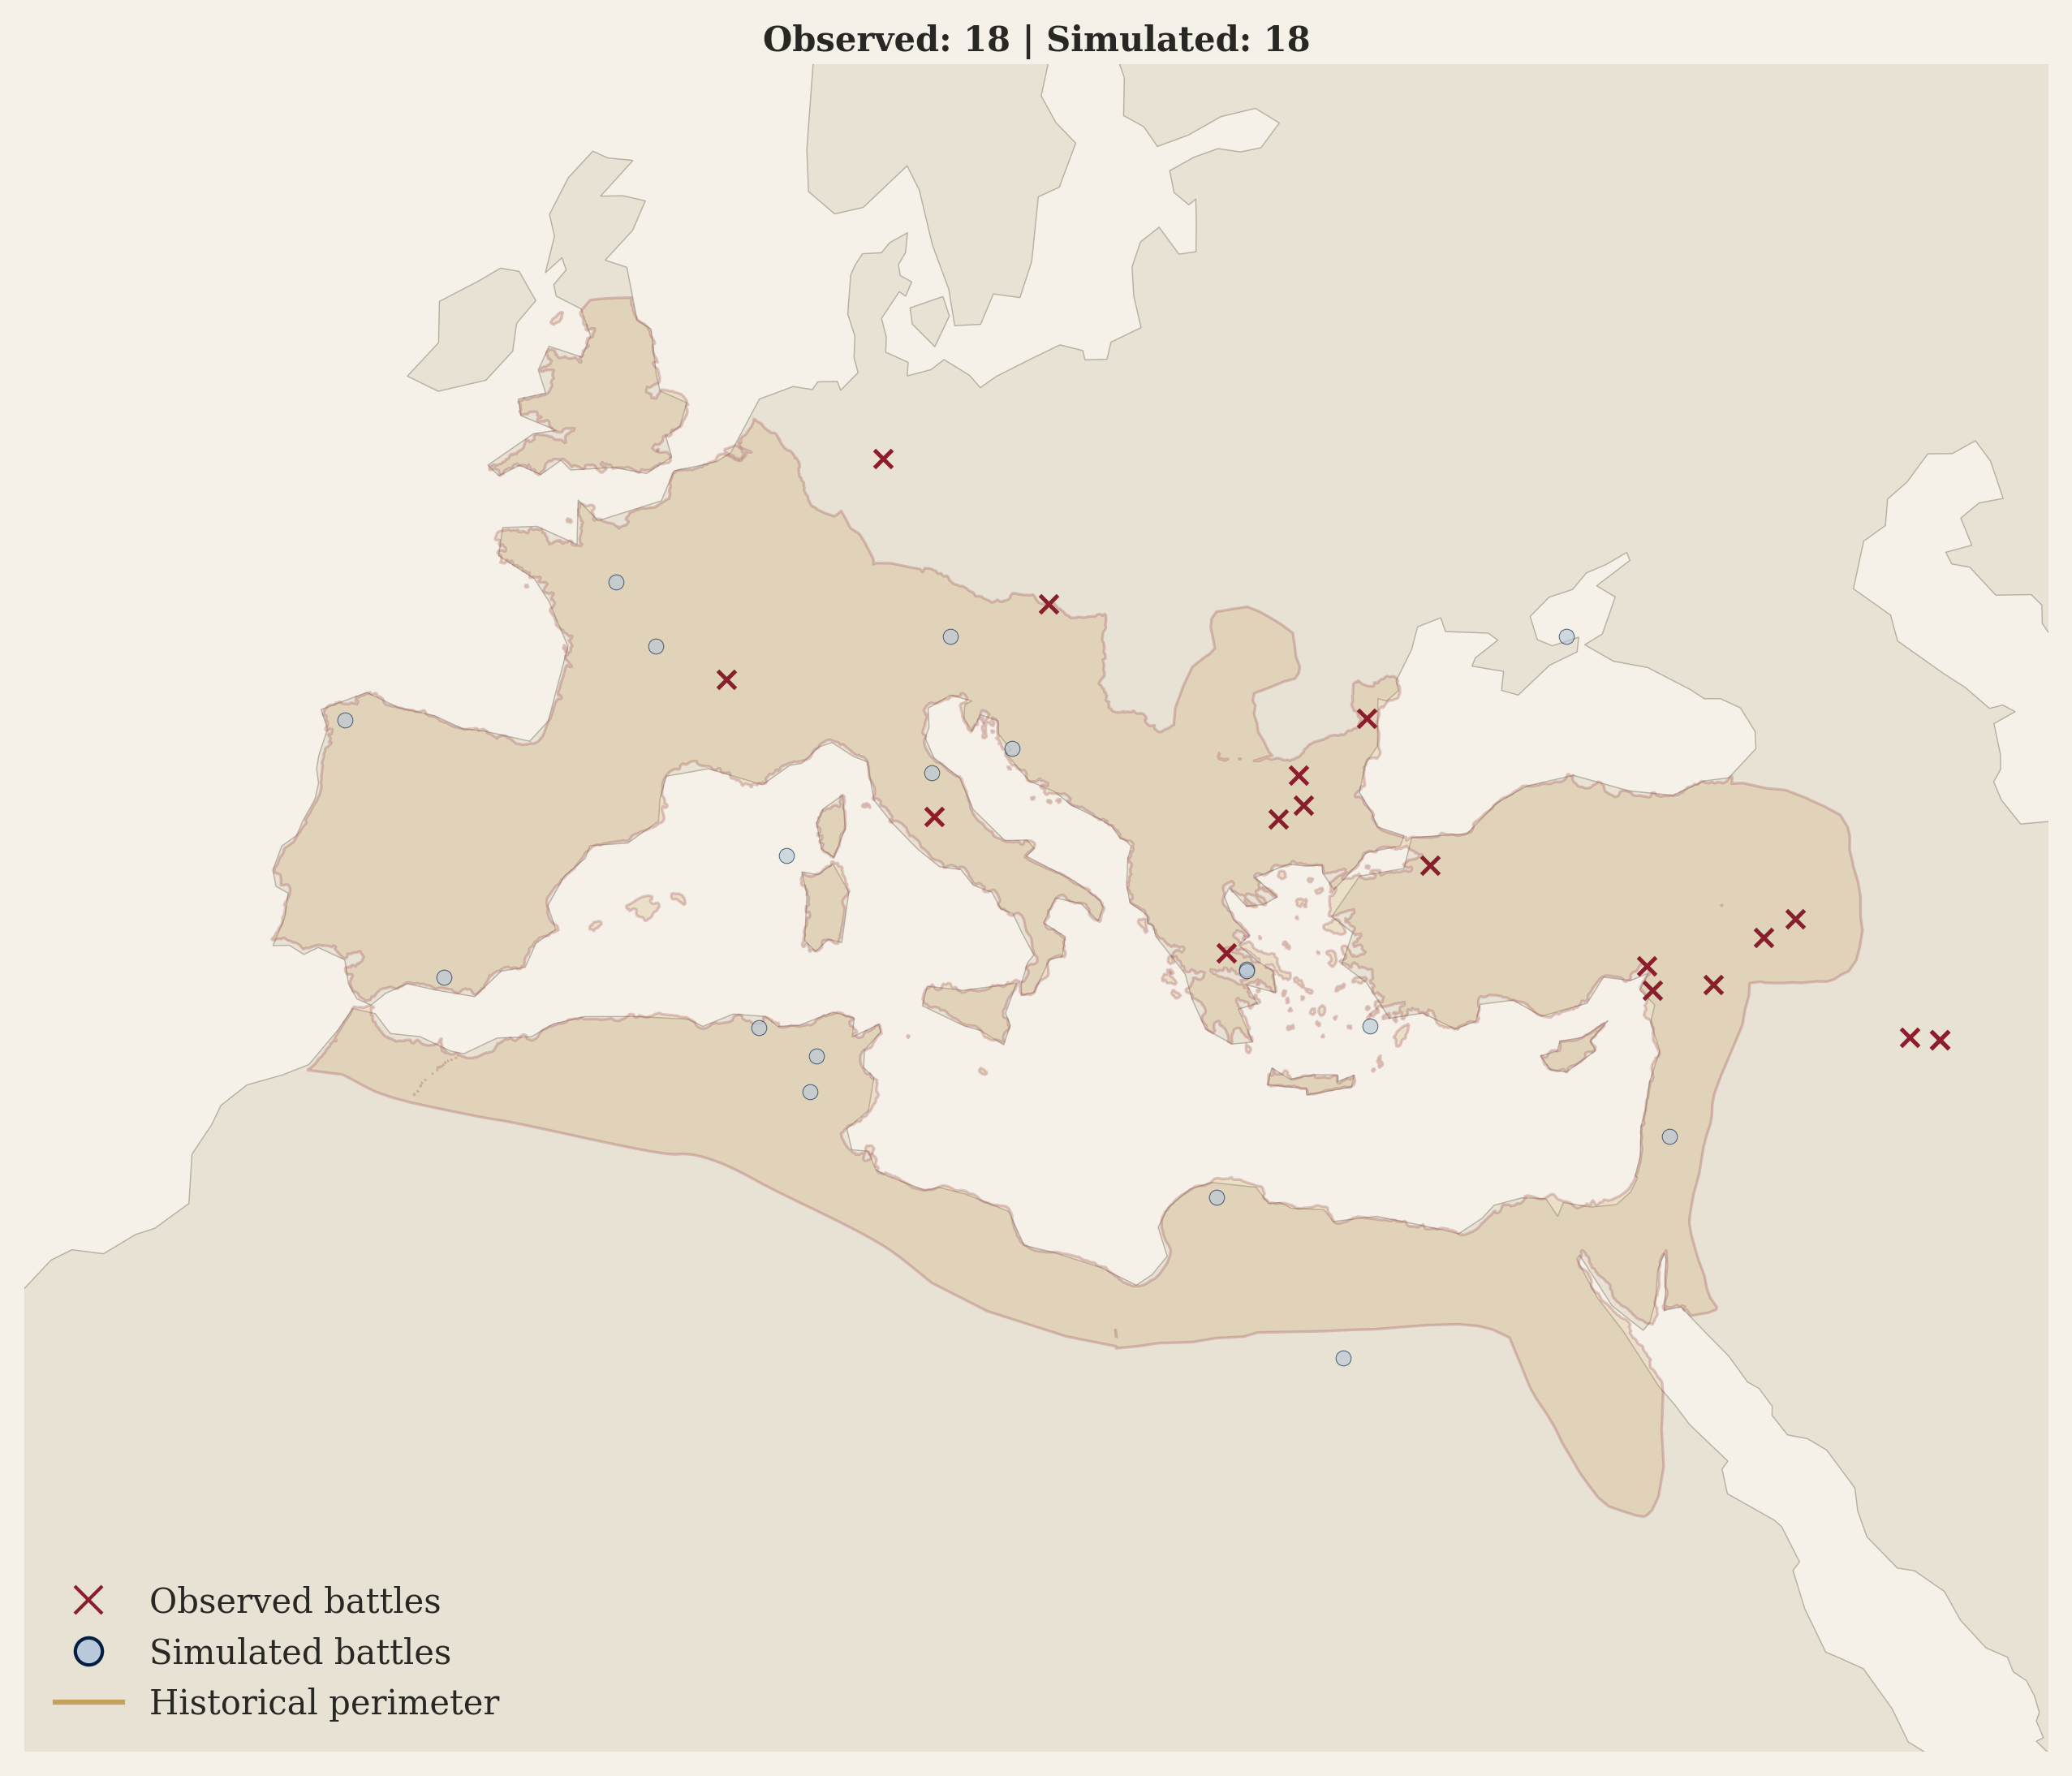 Observed: 18 | Simulated: 18
Observed battles
Simulated battles
Historical perimeter